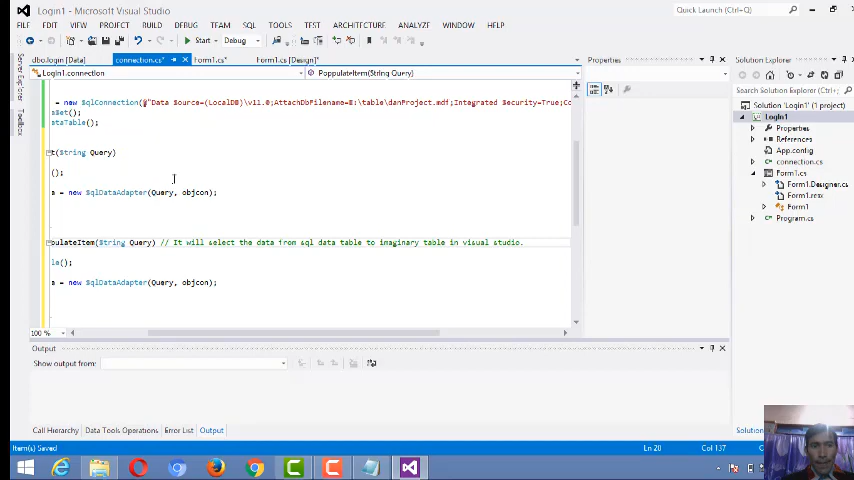 Login1 - Microsoft Visual Studio
Quick Launch (Ctrl+Q)
FILE EDIT VIEW PROJECT BUILD DEBUG TEAM SQL TOOLS TEST ARCHITECTURE ANALYZE WINDOW HELP
Start Debug
dbo.login [Data] connection.cs* Form1.cs* Form1.cs [Design]*
Properties
Solution Explorer
LogIn1.connection
PoppulateItem(String Query)
Server Explorer
Toolbox
= new SqlConnection(@"Data Source=(LocalDB)\v11.0;AttachDbFilename=E:\table\danProject.mdf;Integrated Security=True;Co
aSet();
ataTable();
t(String Query)
();
a = new SqlDataAdapter(Query, objcon);
pulateItem(String Query) // It will select the data from sql data table to imaginary table in visual studio.
le();
a = new SqlDataAdapter(Query, objcon);
100 %
Search Solution Explorer (
Solution 'Login1' (1 project)
LogIn1
Properties
References
App.config
connection.cs
Form1.cs
Form1.Designer.cs
Form1.resx
Form1
Program.cs
Output
Show output from:
Call Hierarchy Data Tools Operations Error List Output
Item(s) Saved
Ln 20
Col 137